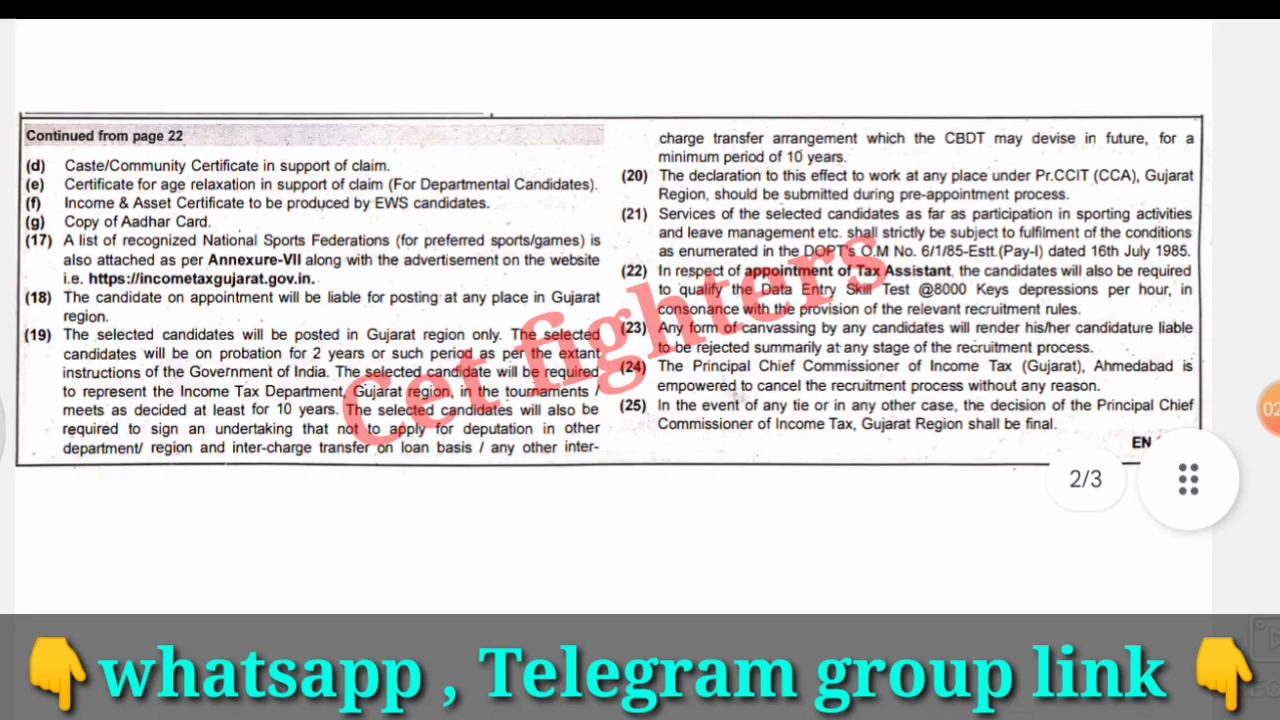 Continued from page 22
(d) Caste/Community Certificate in support of claim.
(e) Certificate for age relaxation in support of claim (For Departmental Candidates).
(f) Income & Asset Certificate to be produced by EWS candidates.
(g) Copy of Aadhar Card.
(17) A list of recognized National Sports Federations (for preferred sports/games) is
also attached as per Annexure-VII along with the advertisement on the website
i.e. https://incometaxgujarat.gov.in.
(18) The candidate on appointment will be liable for posting at any place in Gujarat
region.
(19) The selected candidates will be posted in Gujarat region only. The selected
candidates will be on probation for 2 years or such period as per the extant
instructions of the Government of India. The selected candidate will be required
to represent the Income Tax Department, Gujarat region, in the tournaments /
meets as decided at least for 10 years. The selected candidates will also be
required to sign an undertaking that not to apply for deputation in other
department/ region and inter-charge transfer on loan basis / any other inter-
charge transfer arrangement which the CBDT may devise in future, for a
minimum period of 10 years.
(20) The declaration to this effect to work at any place under Pr.CCIT (CCA), Gujarat
Region, should be submitted during pre-appointment process.
(21) Services of the selected candidates as far as participation in sporting activities
and leave management etc. shall strictly be subject to fulfilment of the conditions
as enumerated in the DOPT's O.M No. 6/1/85-Estt.(Pay-I) dated 16th July 1985.
(22) In respect of appointment of Tax Assistant, the candidates will also be required
to qualify the Data Entry Skill Test @8000 Keys depressions per hour, in
consonance with the provision of the relevant recruitment rules.
(23) Any form of canvassing by any candidates will render his/her candidature liable
to be rejected summarily at any stage of the recruitment process.
(24) The Principal Chief Commissioner of Income Tax (Gujarat), Ahmedabad is
empowered to cancel the recruitment process without any reason.
(25) In the event of any tie or in any other case, the decision of the Principal Chief
Commissioner of Income Tax, Gujarat Region shall be final.
EN
Cet fighters
2/3
02
whatsapp , Telegram group link